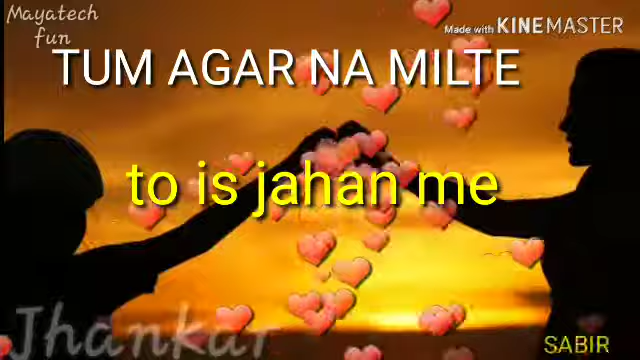 Mayatech
fun
Made with KINEMASTER
TUM AGAR NA MILTE
to is jahan me
Jhankar
SABIR